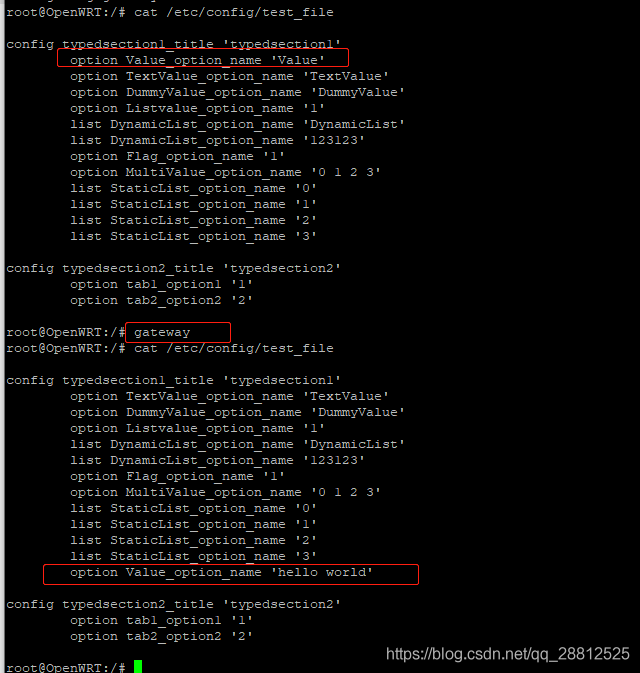 root@OpenWRT:/# cat /etc/config/test_file
config typedsection1_title 'typedsection1'
option Value_option_name 'Value'
option TextValue_option_name 'TextValue'
option DummyValue_option_name 'DummyValue'
option Listvalue_option_name '1'
list DynamicList_option_name 'DynamicList'
list DynamicList_option_name '123123'
option Flag_option_name '1'
option MultiValue_option_name '0 1 2 3'
list StaticList_option_name '0'
list StaticList_option_name '1'
list StaticList_option_name '2'
list StaticList_option_name '3'
config typedsection2_title 'typedsection2'
option tab1_option1 '1'
option tab2_option2 '2'
root@OpenWRT:/# gateway
root@OpenWRT:/# cat /etc/config/test_file
config typedsection1_title 'typedsection1'
option TextValue_option_name 'TextValue'
option DummyValue_option_name 'DummyValue'
option Listvalue_option_name '1'
list DynamicList_option_name 'DynamicList'
list DynamicList_option_name '123123'
option Flag_option_name '1'
option MultiValue_option_name '0 1 2 3'
list StaticList_option_name '0'
list StaticList_option_name '1'
list StaticList_option_name '2'
list StaticList_option_name '3'
option Value_option_name 'hello world'
config typedsection2_title 'typedsection2'
option tab1_option1 '1'
option tab2_option2 '2'
https://blog.csdn.net/qq_28812525
root@OpenWRT:/#